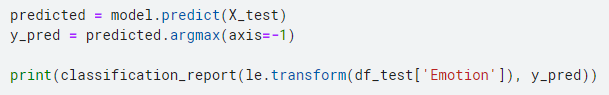 predicted = model.predict(X_test)
y_pred = predicted.argmax(axis=-1)
print(classification_report(le.transform(df_test['Emotion']), y_pred))